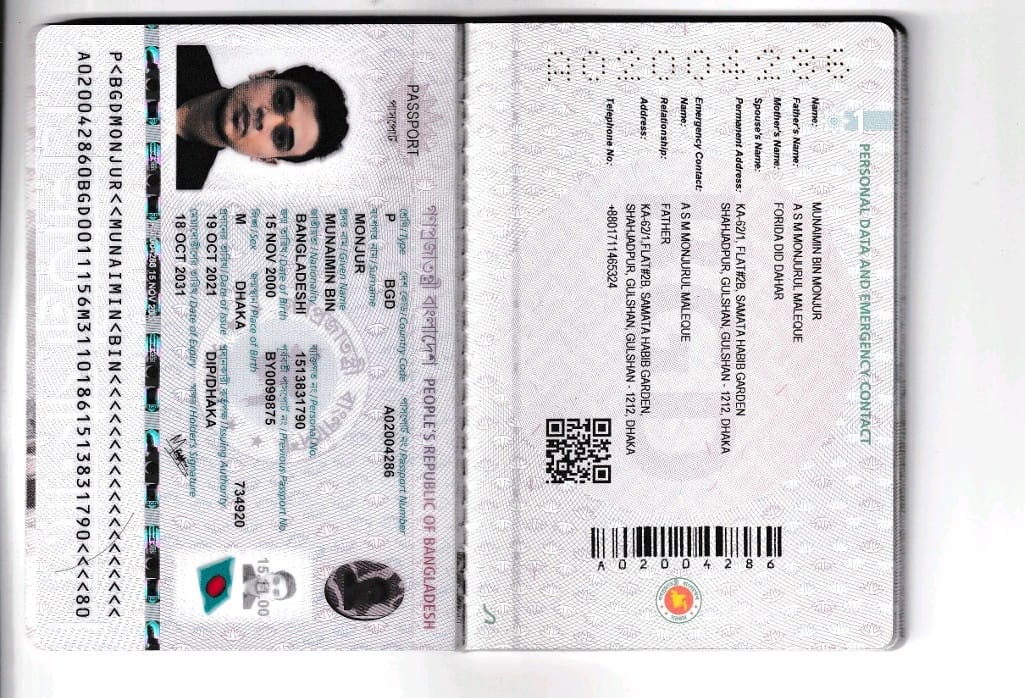 PERSONAL DATA AND EMERGENCY CONTACT
Name: MUNAIMIN BIN MONJUR
Father's Name: A S M MONJURUL MALEQUE
Mother's Name: FORIDA DID DAHAR
Spouse's Name:
Permanent Address: KA-62/1, FLAT#2B, SAMATA HABIB GARDEN
SHAHJADPUR, GULSHAN, GULSHAN - 1212, DHAKA
Emergency Contact:
Name: A S M MONJURUL MALEQUE
Relationship: FATHER
Address: KA-62/1,FLAT#2B, SAMATA HABIB GARDEN,
SHAHJADPUR, GULSHAN, GULSHAN-1212, DHAKA
Telephone No: +8801711465324
A02004286
A02004286
গণপ্রজাতন্ত্রী বাংলাদেশ PEOPLE'S REPUBLIC OF BANGLADESH
PASSPORT
পাসপোর্ট
শ্রেণি/Type দেশ কোড/Country Code পাসপোর্ট নং/Passport Number
P BGD A02004286
বংশগত নাম/Surname
MONJUR
প্রদত্ত নাম/Given Name
MUNAIMIN BIN
জাতীয়তা/Nationality ব্যক্তিগত নং/Personal No.
BANGLADESHI 1513831790
জন্ম তারিখ/Date of Birth পূর্ববর্তী পাসপোর্ট নং/Previous Passport No.
15 NOV 2000 BY0099875
লিঙ্গ/Sex জন্মস্থান/Place of Birth
M DHAKA 734920
প্রদানের তারিখ/Date of Issue প্রদানকারী কর্তৃপক্ষ/Issuing Authority
19 OCT 2021 DIP/DHAKA
মেয়াদোত্তীর্ণের তারিখ/Date of Expiry স্বাক্ষর/Holder's Signature
18 OCT 2031
P<BGDMONJUR<<MUNAIMIN<BIN<<<<<<<<<<<<<<<<<<<
A020042860BGD0011156M31101861513831790<<<<80